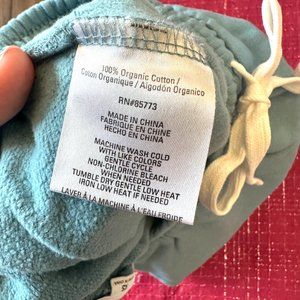 100% Organic Cotton /
Coton Organique / Algodón Organico
RN#85773
MADE IN CHINA
FABRIQUE EN CHINE
HECHO EN CHINA
MACHINE WASH COLD
WITH LIKE COLORS
GENTLE CYCLE
NON-CHLORINE BLEACH
WHEN NEEDED
TUMBLE DRY GENTLE LOW HEAT
IRON LOW HEAT IF NEEDED
LAVER À LA MACHINE À L'EAU FROIDE